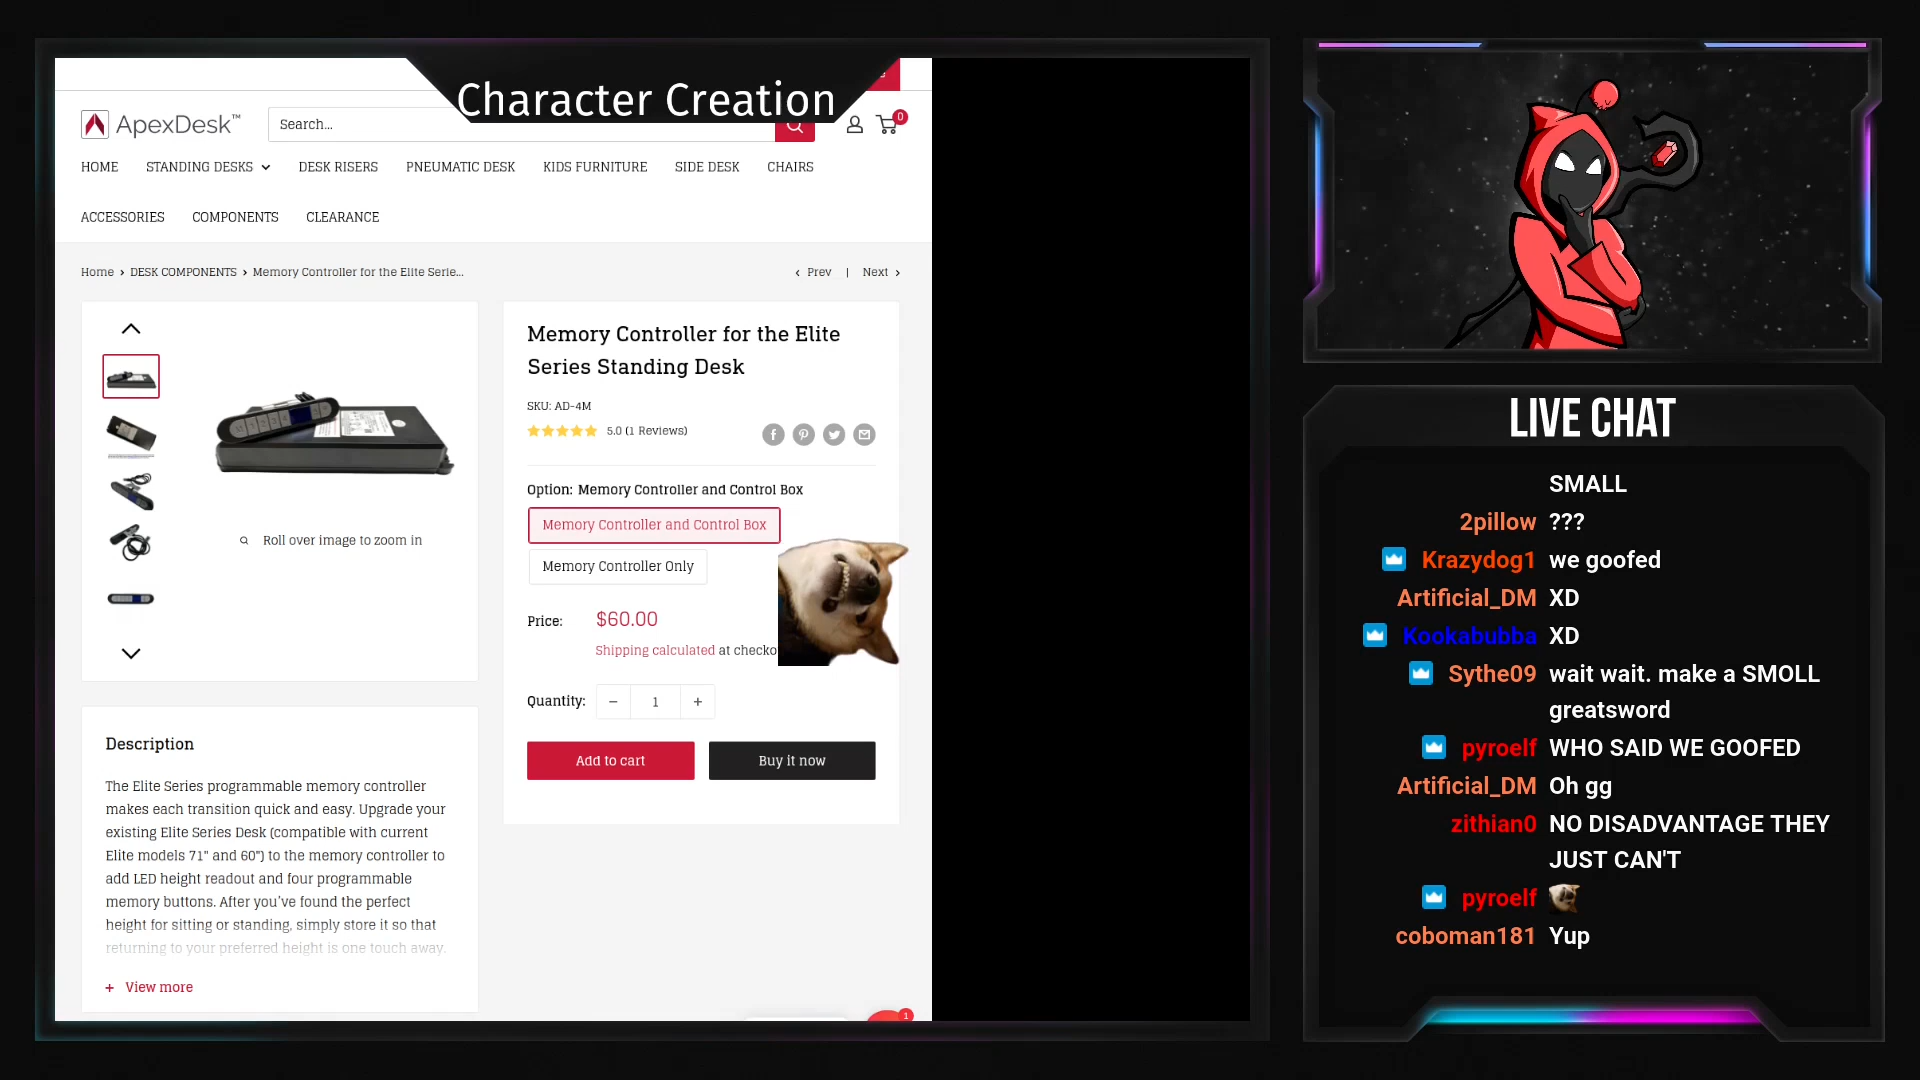 Character Creation
ApexDesk™
Search...
0
HOME
STANDING DESKS
DESK RISERS
PNEUMATIC DESK
KIDS FURNITURE
SIDE DESK
CHAIRS
ACCESSORIES
COMPONENTS
CLEARANCE
Home › DESK COMPONENTS › Memory Controller for the Elite Serie...
‹ Prev | Next ›
Roll over image to zoom in
Memory Controller for the Elite
Series Standing Desk
SKU: AD-4M
5.0 (1 Reviews)
Option: Memory Controller and Control Box
Memory Controller and Control Box
Memory Controller Only
Price: $60.00
Shipping calculated at checko
Quantity: − 1 +
Add to cart
Buy it now
Description
The Elite Series programmable memory controller
makes each transition quick and easy. Upgrade your
existing Elite Series Desk (compatible with current
Elite models 71" and 60") to the memory controller to
add LED height readout and four programmable
memory buttons. After you've found the perfect
height for sitting or standing, simply store it so that
returning to your preferred height is one touch away.
+ View more
1
LIVE CHAT
SMALL
2pillow ???
Krazydog1 we goofed
Artificial_DM XD
Kookabubba XD
Sythe09 wait wait. make a SMOLL
greatsword
pyroelf WHO SAID WE GOOFED
Artificial_DM Oh gg
zithian0 NO DISADVANTAGE THEY
JUST CAN'T
pyroelf
coboman181 Yup